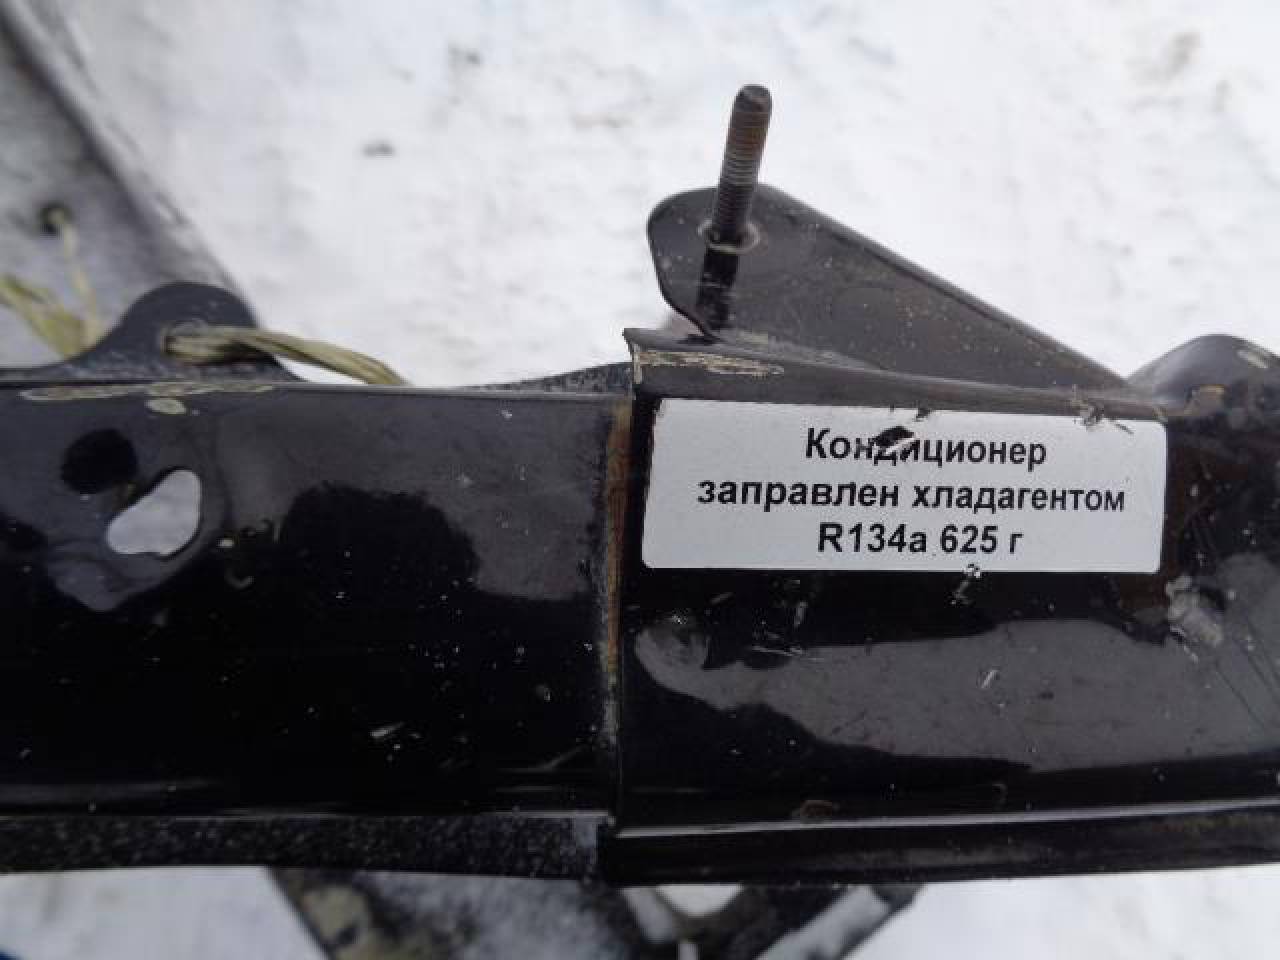 Кондиционер
заправлен хладагентом
R134a 625 г